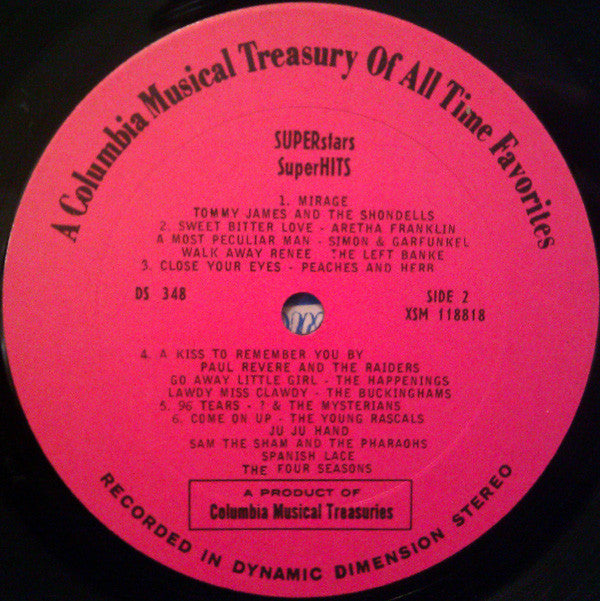 A Columbia Musical Treasury Of All Time Favorites
SUPERstars
SuperHITS
1. MIRAGE
TOMMY JAMES AND THE SHONDELLS
2. SWEET BITTER LOVE - ARETHA FRANKLIN
A MOST PECULIAR MAN - SIMON & GARFUNKEL
WALK AWAY RENEE - THE LEFT BANKE
3. CLOSE YOUR EYES - PEACHES AND HERB
DS 348
SIDE 2
XSM 118818
4. A KISS TO REMEMBER YOU BY
PAUL REVERE AND THE RAIDERS
GO AWAY LITTLE GIRL - THE HAPPENINGS
LAWDY MISS CLAWDY - THE BUCKINGHAMS
5. 96 TEARS - ? & THE MYSTERIANS
6. COME ON UP - THE YOUNG RASCALS
JU JU HAND
SAM THE SHAM AND THE PHARAOHS
SPANISH LACE
THE FOUR SEASONS
A PRODUCT OF
Columbia Musical Treasuries
RECORDED IN DYNAMIC DIMENSION STEREO